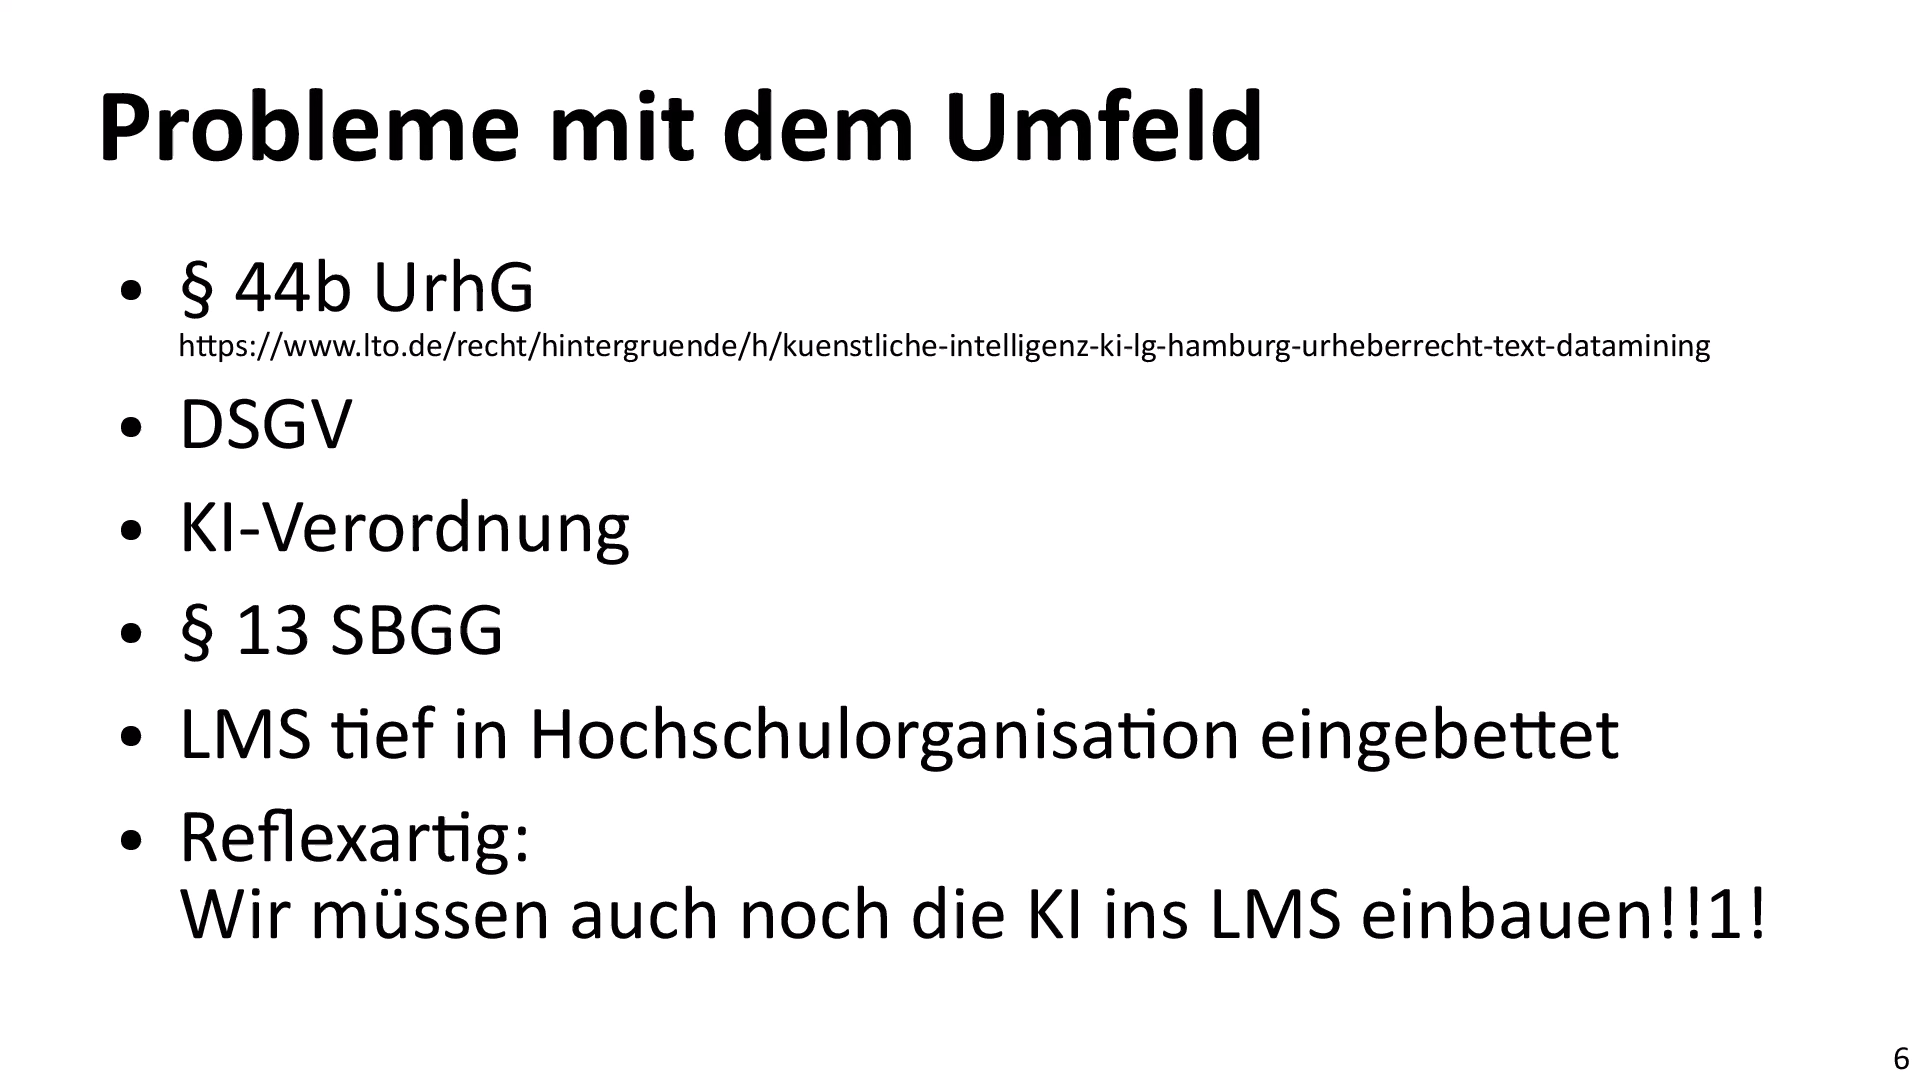 Probleme mit dem Umfeld
• § 44b UrhG
https://www.lto.de/recht/hintergruende/h/kuenstliche-intelligenz-ki-lg-hamburg-urheberrecht-text-datamining
• DSGV
• KI-Verordnung
• § 13 SBGG
• LMS tief in Hochschulorganisation eingebettet
• Reflexartig:
Wir müssen auch noch die KI ins LMS einbauen!!1!
6